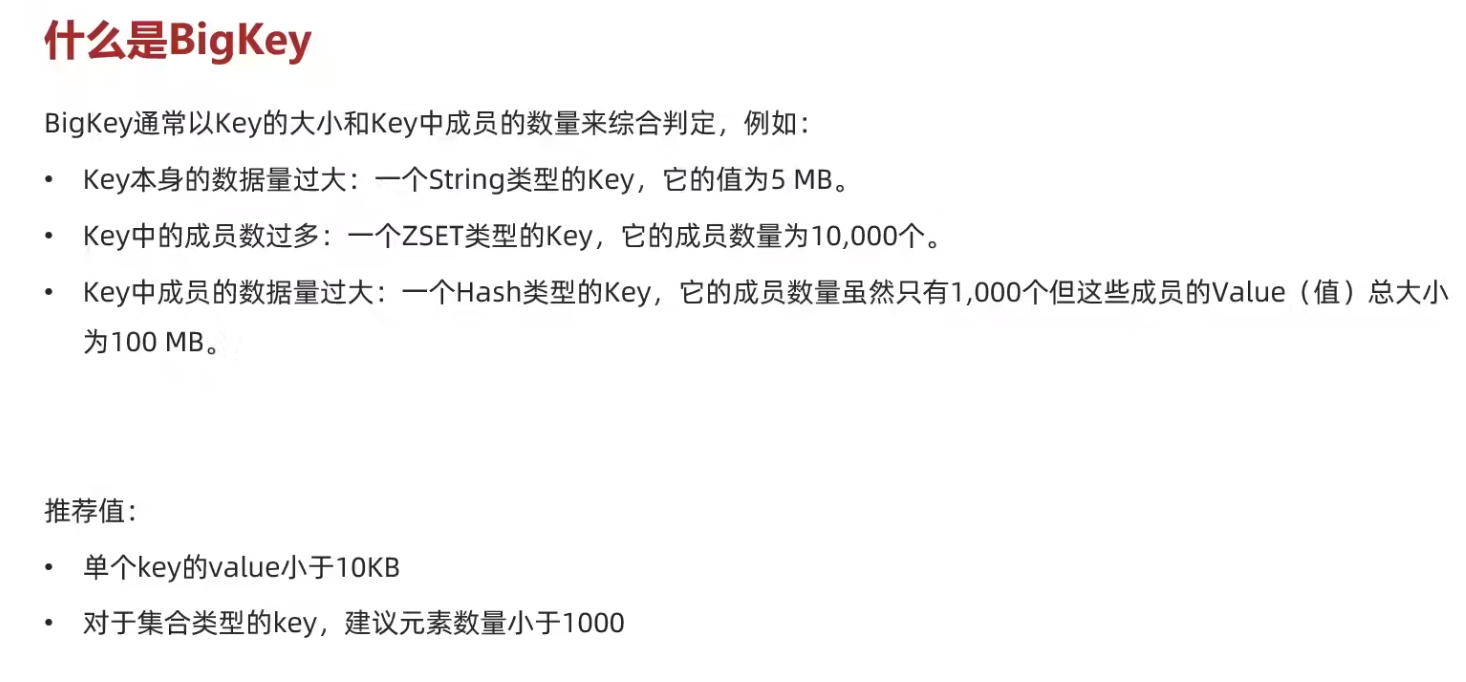 什么是BigKey
BigKey通常以Key的大小和Key中成员的数量来综合判定，例如：
• Key本身的数据量过大：一个String类型的Key，它的值为5 MB。
• Key中的成员数过多：一个ZSET类型的Key，它的成员数量为10,000个。
• Key中成员的数据量过大：一个Hash类型的Key，它的成员数量虽然只有1,000个但这些成员的Value（值）总大小
为100 MB。
推荐值：
• 单个key的value小于10KB
• 对于集合类型的key，建议元素数量小于1000